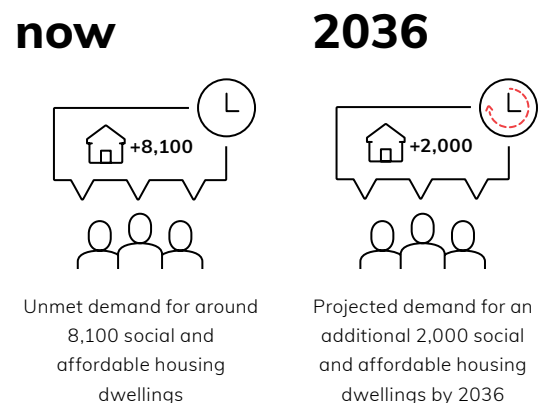 now
+8,100
Unmet demand for around
8,100 social and
affordable housing
dwellings
2036
+2,000
Projected demand for an
additional 2,000 social
and affordable housing
dwellings by 2036